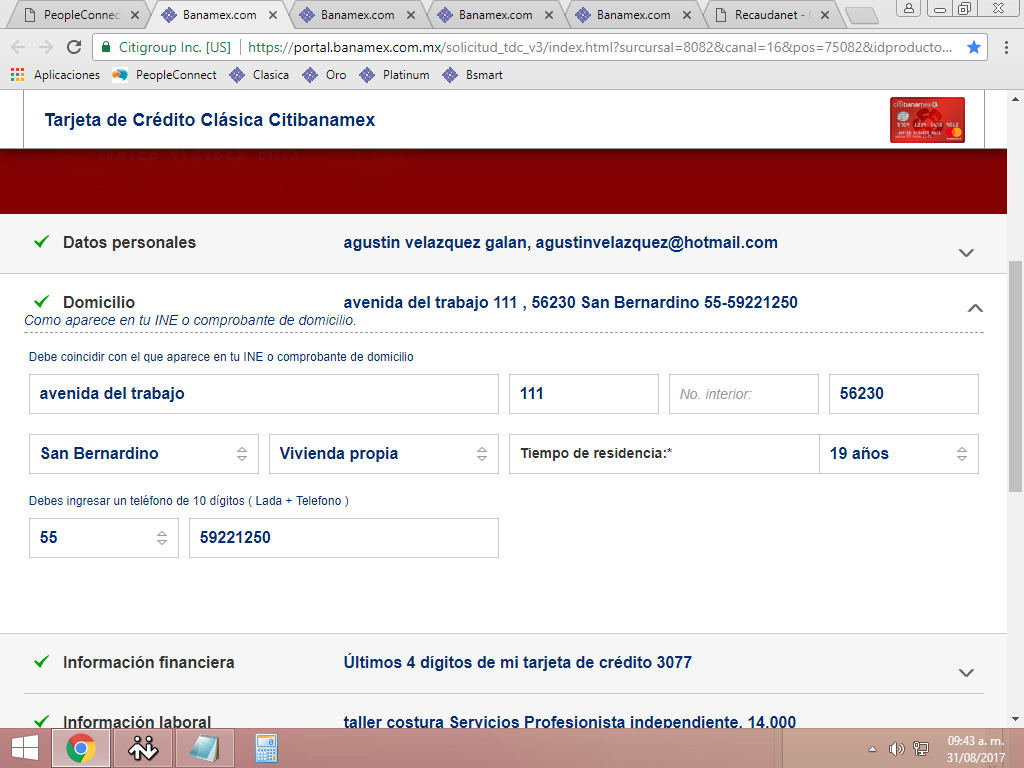 PeopleConnec
Banamex.com
Banamex.com
Banamex.com
Banamex.com
Recaudanet -
Citigroup Inc. [US]
https://portal.banamex.com.mx/solicitud_tdc_v3/index.html?surcursal=8082&canal=16&pos=75082&idproducto...
Aplicaciones
PeopleConnect
Clasica
Oro
Platinum
Bsmart
Tarjeta de Crédito Clásica Citibanamex
citibanamex
Datos personales
agustin velazquez galan, agustinvelazquez@hotmail.com
Domicilio
avenida del trabajo 111 , 56230 San Bernardino 55-59221250
Como aparece en tu INE o comprobante de domicilio.
Debe coincidir con el que aparece en tu INE o comprobante de domicilio
avenida del trabajo
111
No. interior:
56230
San Bernardino
Vivienda propia
Tiempo de residencia:*
19 años
Debes ingresar un teléfono de 10 dígitos ( Lada + Telefono )
55
59221250
Información financiera
Últimos 4 dígitos de mi tarjeta de crédito 3077
Información laboral
taller costura Servicios Profesionista independiente, 14,000
09:43 a. m.
31/08/2017